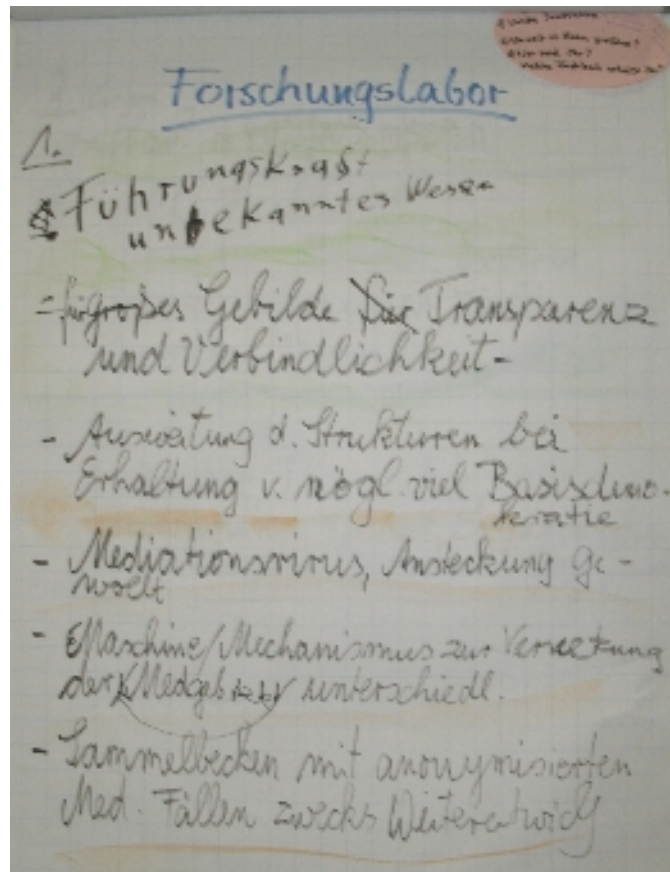 Forschungslabor
1.
Führungskraft
unbekanntes Wesen
- für großes Gebilde für Transparenz
und Verbindlichkeit -
- Ausweitung d. Strukturen bei
Erhaltung v. mögl. viel Basisdemo-
kratie
- Mediationsvirus, Ansteckung ge-
wollt
- Maschine/Mechanismus zur Vernetzung
der unterschiedl.
- Sammelbecken mit anonymisierten
Med. Fällen zwecks